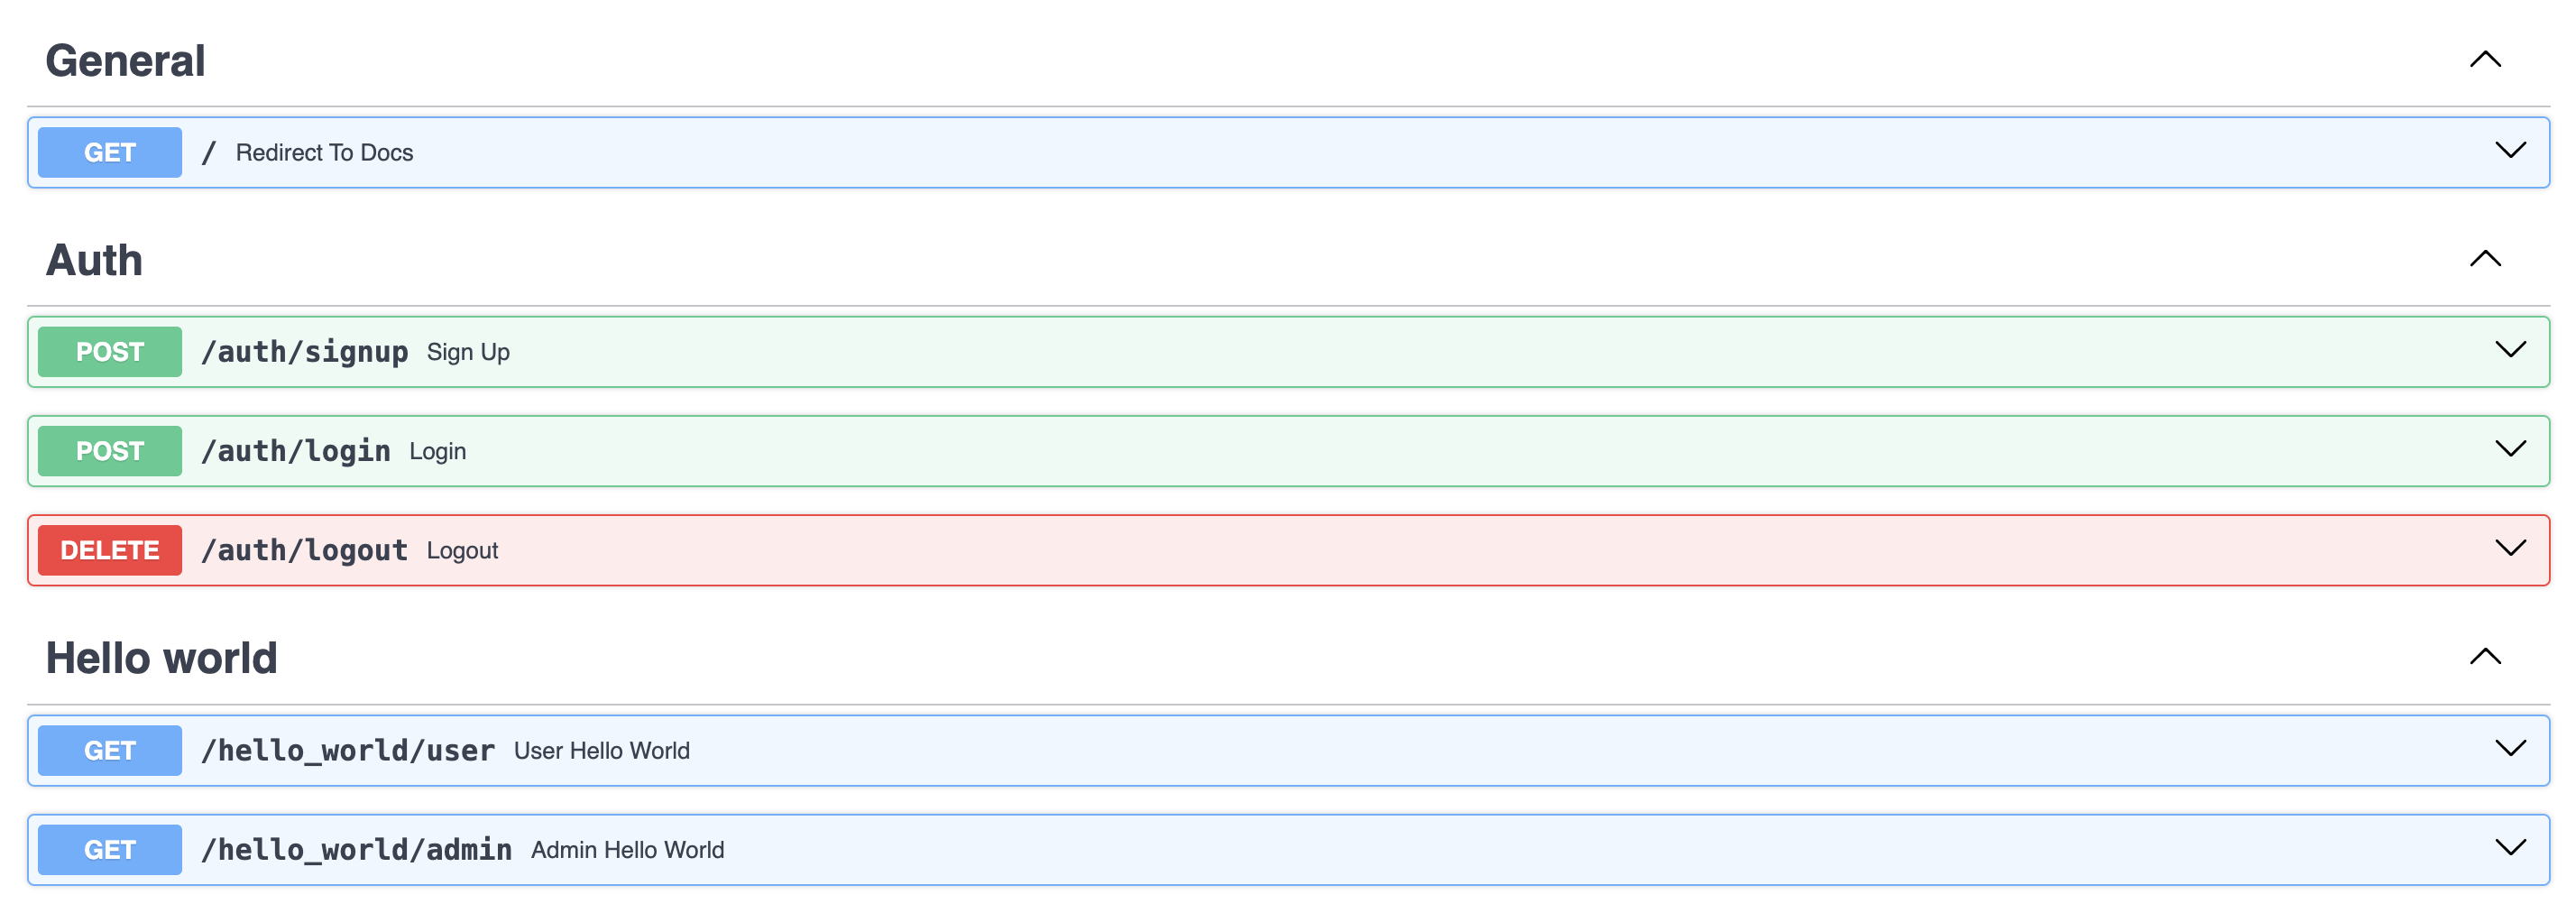 General
GET / Redirect To Docs
Auth
POST /auth/signup Sign Up
POST /auth/login Login
DELETE /auth/logout Logout
Hello world
GET /hello_world/user User Hello World
GET /hello_world/admin Admin Hello World